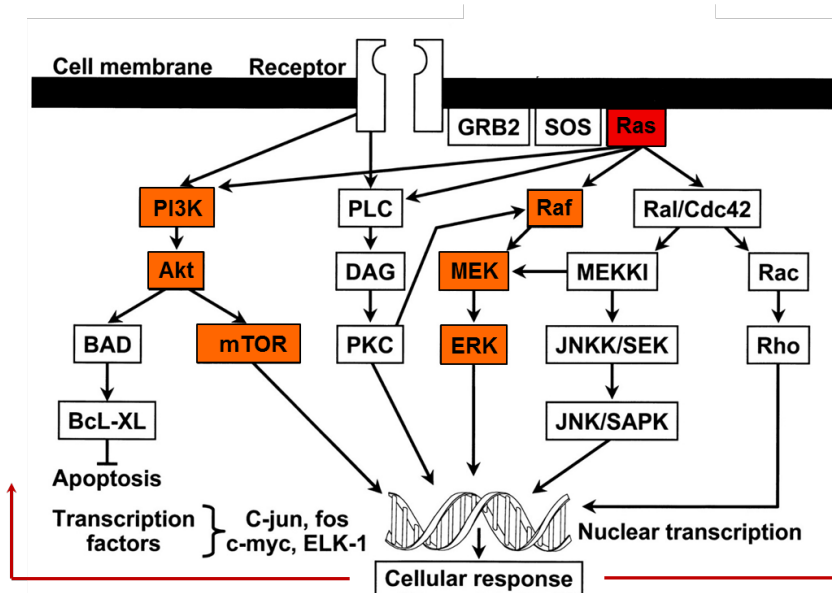 Cell membrane
Receptor
GRB2
SOS
Ras
PI3K
PLC
Raf
Ral/Cdc42
Akt
DAG
MEK
MEKKI
Rac
BAD
mTOR
PKC
ERK
JNKK/SEK
Rho
BcL-XL
JNK/SAPK
Apoptosis
Transcription
factors
C-jun, fos
c-myc, ELK-1
Nuclear transcription
Cellular response